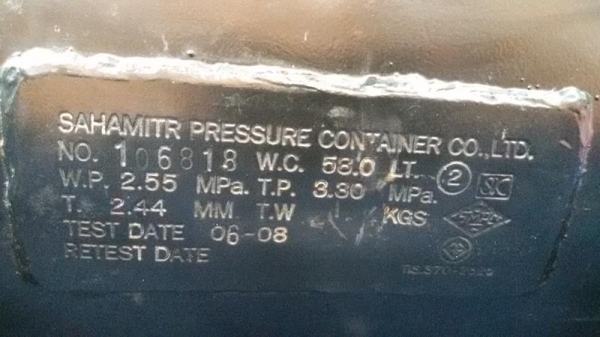 SAHAMITR PRESSURE CONTAINER CO.,LTD.
NO. 106818 W.C. 58.0 LT. 2
W.P. 2.55 MPa. T.P. 3.30 MPa.
T. 2.44 MM T.W KGS
TEST DATE 06-08
RETEST DATE